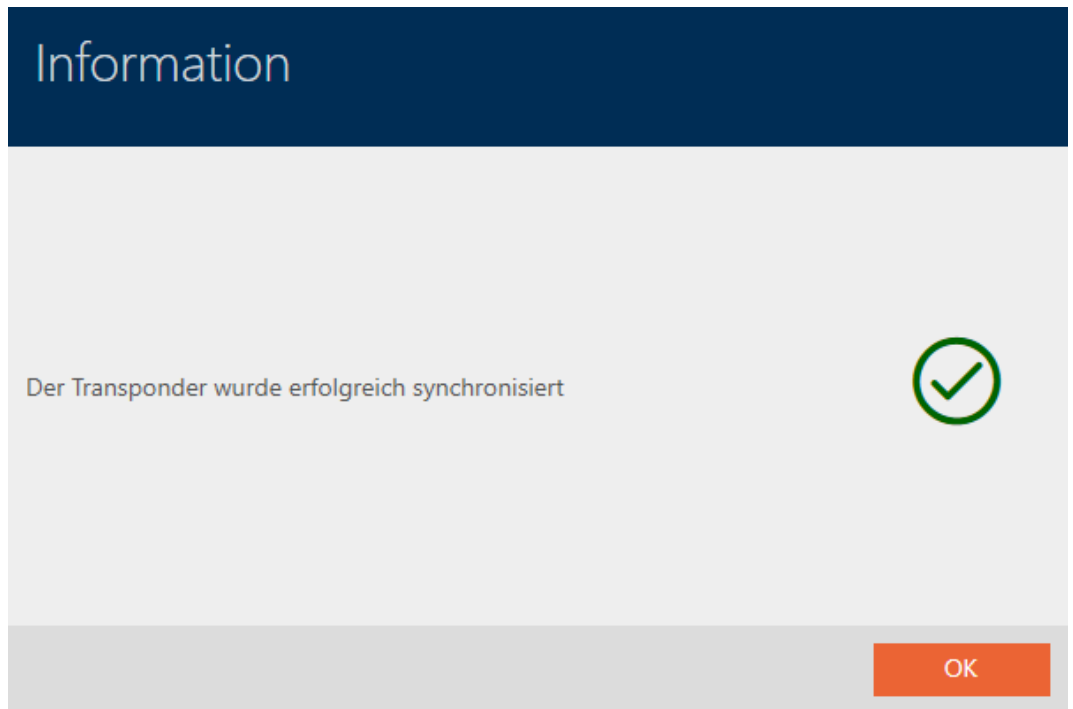 Information
Der Transponder wurde erfolgreich synchronisiert
OK